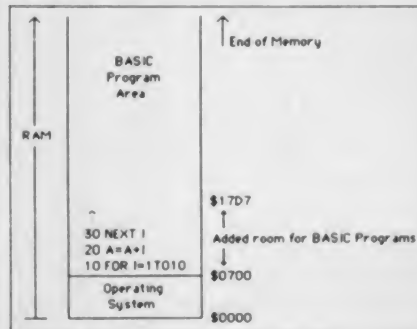 End of Memory
BASIC
Program
Area
RAM
$17D7
30 NEXT I
20 A=A+I
Added room for BASIC Programs
10 FOR I=1TO10
$0700
Operating
System
$0000